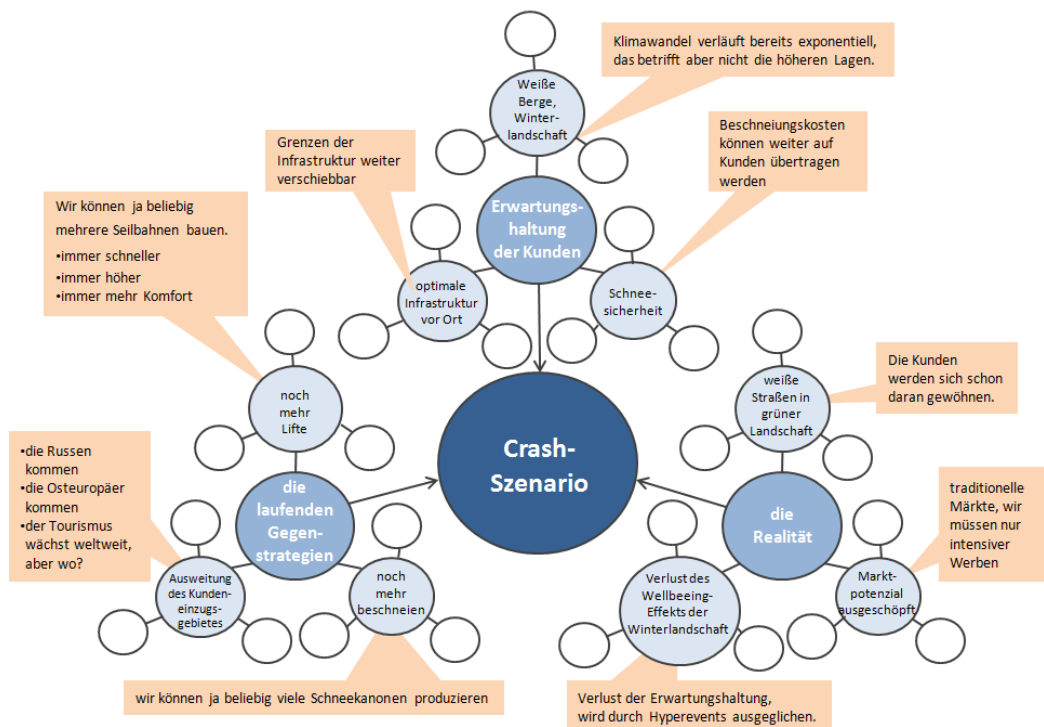 Klimawandel verläuft bereits exponentiell,
das betrifft aber nicht die höheren Lagen.
Weiße
Berge,
Winter-
landschaft
Grenzen der
Infrastruktur weiter
verschiebbar
Beschneiungskosten
können weiter auf
Kunden übertragen
werden
Erwartungs-
haltung
der Kunden
Wir können ja beliebig
mehrere Seilbahnen bauen.
•immer schneller
•immer höher
•immer mehr Komfort
optimale
Infrastruktur
vor Ort
Schnee-
sicherheit
noch
mehr
Lifte
Crash-
Szenario
weiße
Straßen in
grüner
Landschaft
Die Kunden
werden sich schon
daran gewöhnen.
•die Russen
kommen
•die Osteuropäer
kommen
•der Tourismus
wächst weltweit,
aber wo?
die
laufenden
Gegen-
strategien
die
Realität
traditionelle
Märkte, wir
müssen nur
intensiver
Werben
Ausweitung
des Kunden-
einzugs-
gebietes
noch
mehr
beschneien
Verlust des
Wellbeeing-
Effekts der
Winterlandschaft
Markt-
potenzial
ausgeschöpft
wir können ja beliebig viele Schneekanonen produzieren
Verlust der Erwartungshaltung,
wird durch Hyperevents ausgeglichen.